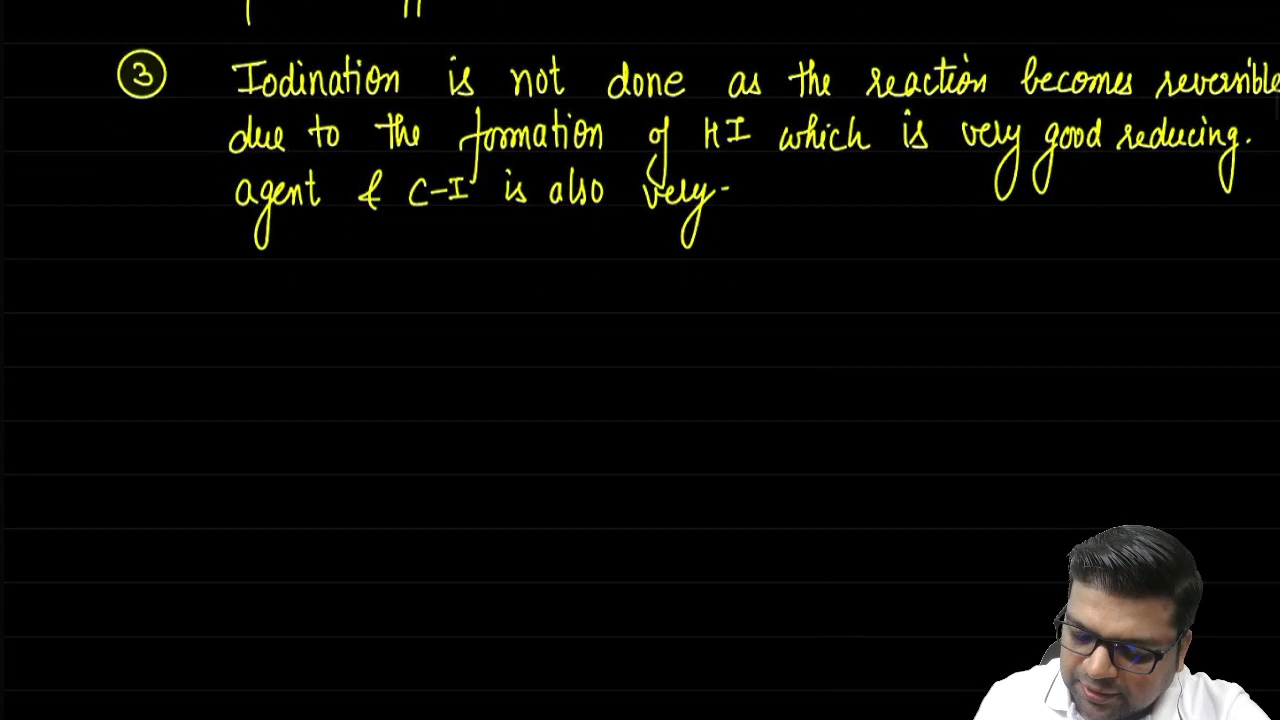 3 Iodination is not done as the reaction becomes reversible
due to the formation of HI which is very good reducing.
agent & C-I is also very-